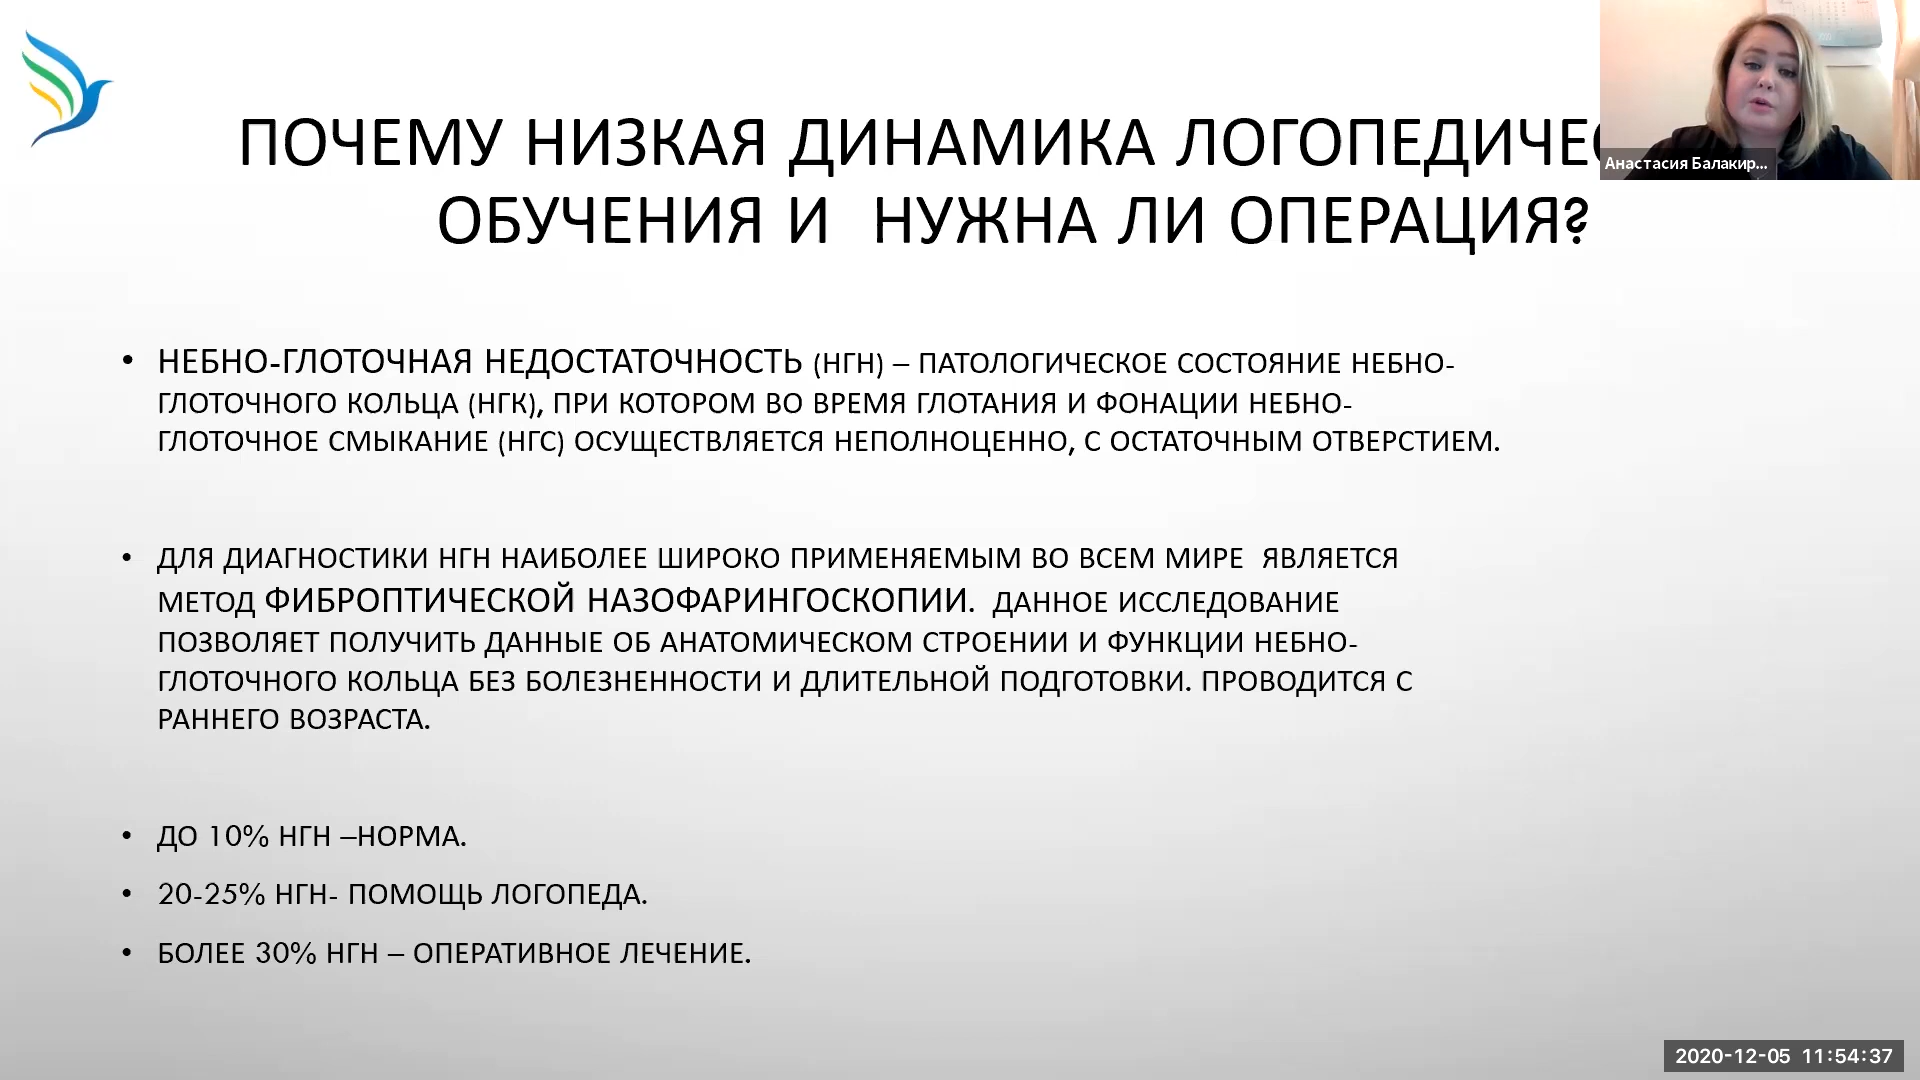 ПОЧЕМУ НИЗКАЯ ДИНАМИКА ЛОГОПЕДИЧЕС
ОБУЧЕНИЯ И НУЖНА ЛИ ОПЕРАЦИЯ?
Анастасия Балакир...
• НЕБНО-ГЛОТОЧНАЯ НЕДОСТАТОЧНОСТЬ (НГН) – ПАТОЛОГИЧЕСКОЕ СОСТОЯНИЕ НЕБНО-
ГЛОТОЧНОГО КОЛЬЦА (НГК), ПРИ КОТОРОМ ВО ВРЕМЯ ГЛОТАНИЯ И ФОНАЦИИ НЕБНО-
ГЛОТОЧНОЕ СМЫКАНИЕ (НГС) ОСУЩЕСТВЛЯЕТСЯ НЕПОЛНОЦЕННО, С ОСТАТОЧНЫМ ОТВЕРСТИЕМ.
• ДЛЯ ДИАГНОСТИКИ НГН НАИБОЛЕЕ ШИРОКО ПРИМЕНЯЕМЫМ ВО ВСЕМ МИРЕ ЯВЛЯЕТСЯ
МЕТОД ФИБРОПТИЧЕСКОЙ НАЗОФАРИНГОСКОПИИ. ДАННОЕ ИССЛЕДОВАНИЕ
ПОЗВОЛЯЕТ ПОЛУЧИТЬ ДАННЫЕ ОБ АНАТОМИЧЕСКОМ СТРОЕНИИ И ФУНКЦИИ НЕБНО-
ГЛОТОЧНОГО КОЛЬЦА БЕЗ БОЛЕЗНЕННОСТИ И ДЛИТЕЛЬНОЙ ПОДГОТОВКИ. ПРОВОДИТСЯ С
РАННЕГО ВОЗРАСТА.
• ДО 10% НГН –НОРМА.
• 20-25% НГН- ПОМОЩЬ ЛОГОПЕДА.
• БОЛЕЕ 30% НГН – ОПЕРАТИВНОЕ ЛЕЧЕНИЕ.
2020-12-05 11:54:37